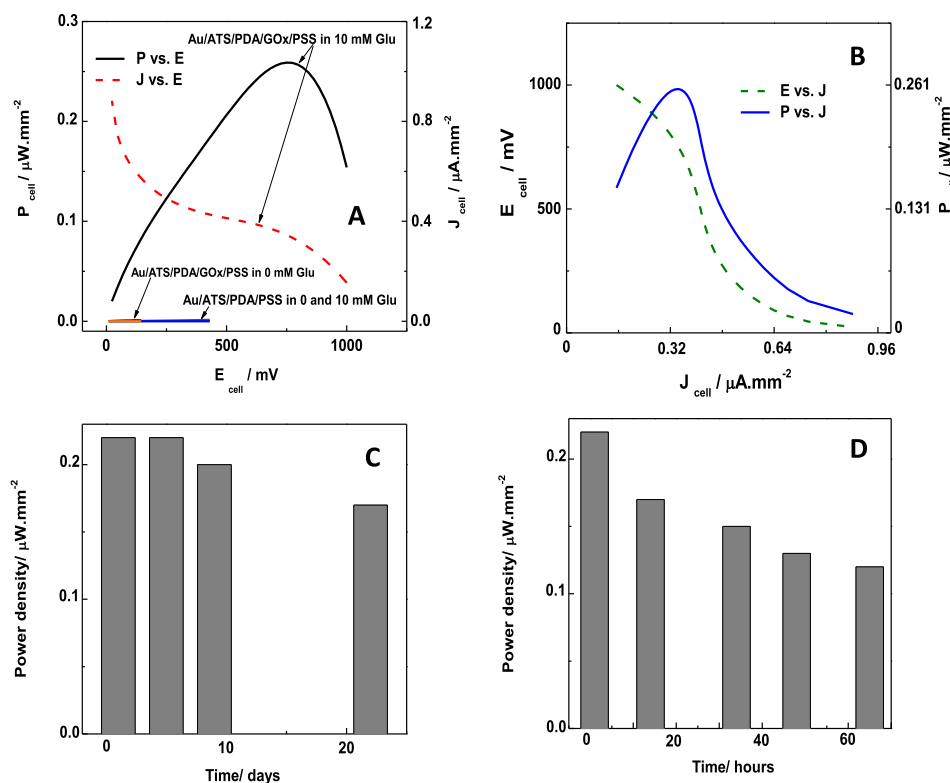 0.3
0.2
0.1
0.0
P cell / μW.mm-2
P vs. E
J vs. E
Au/ATS/PDA/GOx/PSS in 10 mM Glu
A
Au/ATS/PDA/GOx/PSS in 0 mM Glu
Au/ATS/PDA/PSS in 0 and 10 mM Glu
1.2
0.8
0.4
0.0
J cell / μA.mm-2
0 500 1000
E cell / mV
1000
500
0
E cell / mV
B
E vs. J
P vs. J
0.261
0.131
0
μW.mm-2
0 0.32 0.64 0.96
J cell / μA.mm-2
0.2
0.1
0.0
Power density/ μW.mm-2
C
0 10 20
Time/ days
0.2
0.1
0.0
Power density/ μW.mm-2
D
0 20 40 60
Time/ hours